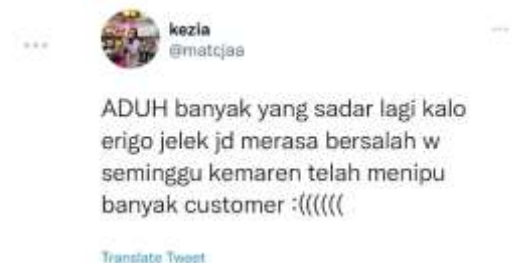 kezia
@matcjaa
ADUH banyak yang sadar lagi kalo
erigo jelek jd merasa bersalah w
seminggu kemaren telah menipu
banyak customer :((((((
Translate Tweet